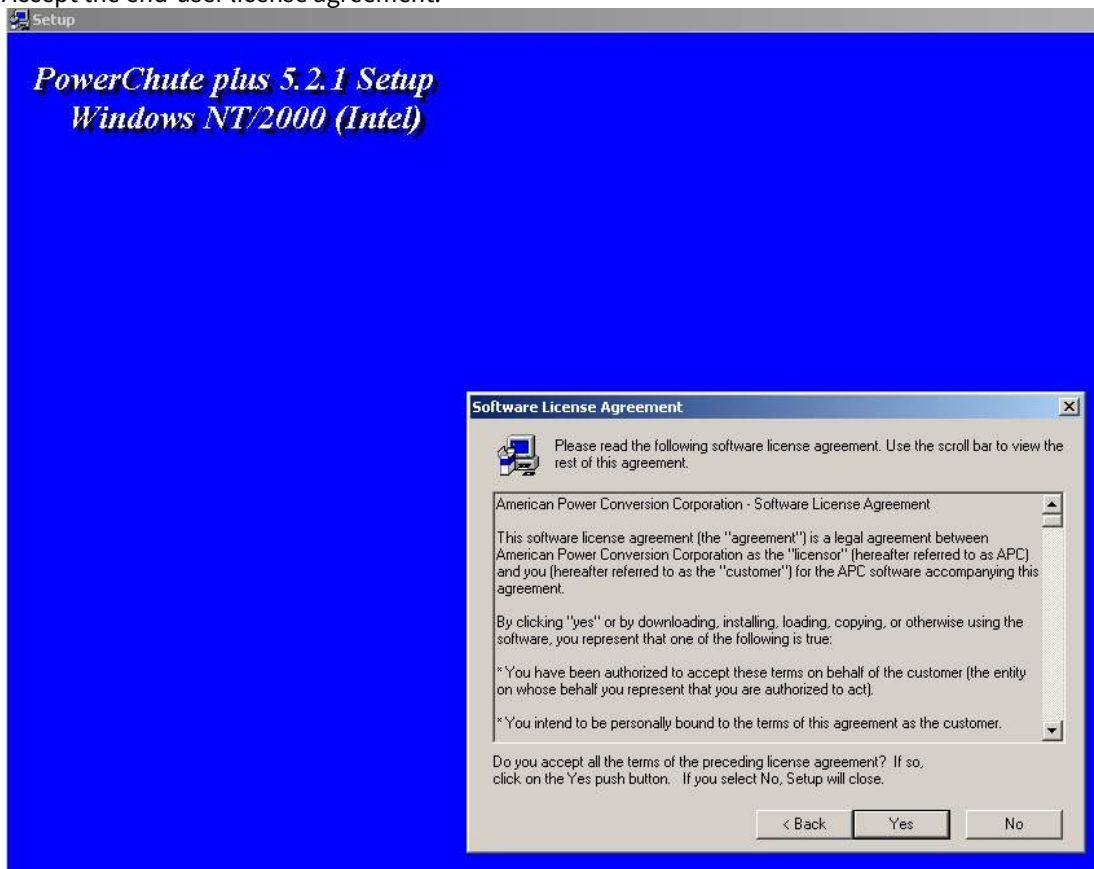 Accept the end-user license agreement.
Setup
PowerChute plus 5.2.1 Setup
Windows NT/2000 (Intel)
Software License Agreement
Please read the following software license agreement. Use the scroll bar to view the
rest of this agreement.
American Power Conversion Corporation - Software License Agreement
This software license agreement (the "agreement") is a legal agreement between
American Power Conversion Corporation as the "licensor" (hereafter referred to as APC)
and you (hereafter referred to as the "customer") for the APC software accompanying this
agreement.
By clicking "yes" or by downloading, installing, loading, copying, or otherwise using the
software, you represent that one of the following is true:
* You have been authorized to accept these terms on behalf of the customer (the entity
on whose behalf you represent that you are authorized to act).
* You intend to be personally bound to the terms of this agreement as the customer.
Do you accept all the terms of the preceding license agreement? If so,
click on the Yes push button. If you select No, Setup will close.
< Back Yes No